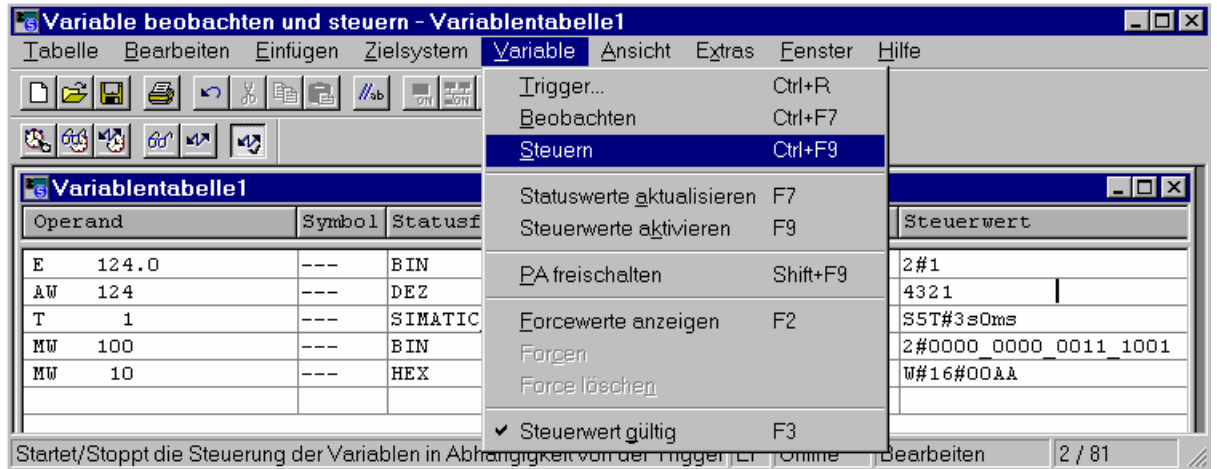 Variable beobachten und steuern - Variablentabelle1
Tabelle Bearbeiten Einfügen Zielsystem Variable Ansicht Extras Fenster Hilfe
Trigger... Ctrl+R
Beobachten Ctrl+F7
Steuern Ctrl+F9
Statuswerte aktualisieren F7
Steuerwerte aktivieren F9
PA freischalten Shift+F9
Forcewerte anzeigen F2
Forcen
Force löschen
✔ Steuerwert gültig F3
Variablentabelle1
Operand Symbol Statusf Steuerwert
E 124.0 --- BIN 2#1
AW 124 --- DEZ 4321
T 1 --- SIMATIC_ S5T#3s0ms
MW 100 --- BIN 2#0000_0000_0011_1001
MW 10 --- HEX W#16#00AA
Startet/Stoppt die Steuerung der Variablen in Abhängigkeit von der Trigger Online Bearbeiten 2 / 81